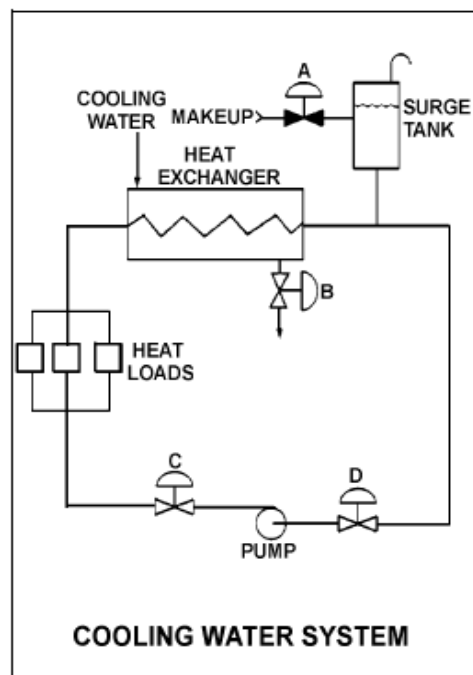 A
COOLING
WATER
MAKEUP
SURGE
TANK
HEAT
EXCHANGER
B
HEAT
LOADS
C
D
PUMP
COOLING WATER SYSTEM